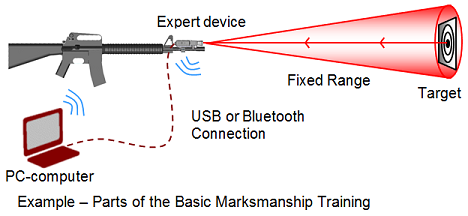 Expert device
Fixed Range
Target
USB or Bluetooth
Connection
PC-computer
Example – Parts of the Basic Marksmanship Training